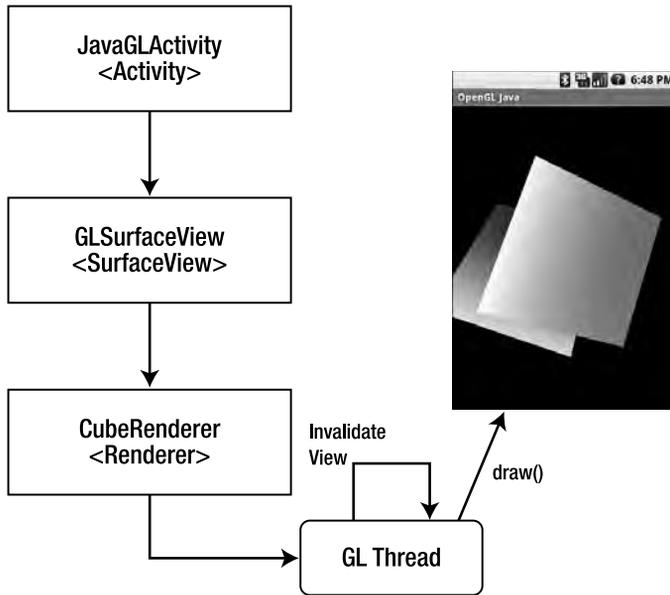 JavaGLActivity
<Activity>
GLSurfaceView
<SurfaceView>
CubeRenderer
<Renderer>
Invalidate
View
GL Thread
draw()
6:48 PM
OpenGL Java